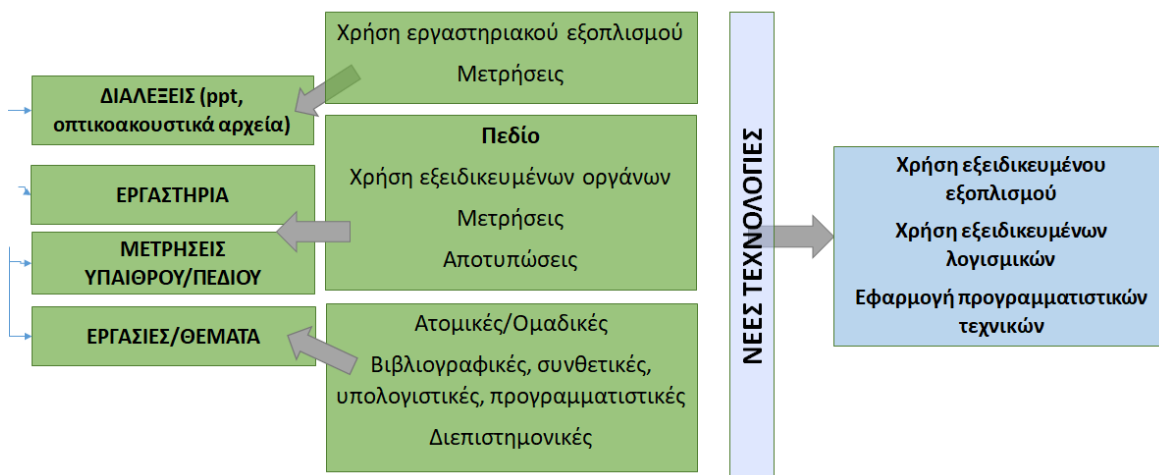 ΔΙΑΛΕΞΕΙΣ (ppt,
οπτικοακουστικά αρχεία)
ΕΡΓΑΣΤΗΡΙΑ
ΜΕΤΡΗΣΕΙΣ
ΥΠΑΙΘΡΟΥ/ΠΕΔΙΟΥ
ΕΡΓΑΣΙΕΣ/ΘΕΜΑΤΑ
Χρήση εργαστηριακού εξοπλισμού
Μετρήσεις
Πεδίο
Χρήση εξειδικευμένων οργάνων
Μετρήσεις
Αποτυπώσεις
Ατομικές/Ομαδικές
Βιβλιογραφικές, συνθετικές,
υπολογιστικές, προγραμματιστικές
Διεπιστημονικές
ΝΕΕΣ ΤΕΧΝΟΛΟΓΙΕΣ
Χρήση εξειδικευμένου
εξοπλισμού
Χρήση εξειδικευμένων
λογισμικών
Εφαρμογή προγραμματιστικών
τεχνικών